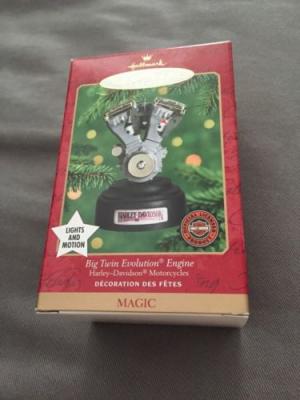 Hallmark
LIGHTS
AND
MOTION
HARLEY-DAVIDSON
Big Twin Evolution® Engine
Harley-Davidson® Motorcycles
DÉCORATION DES FÊTES
MAGIC